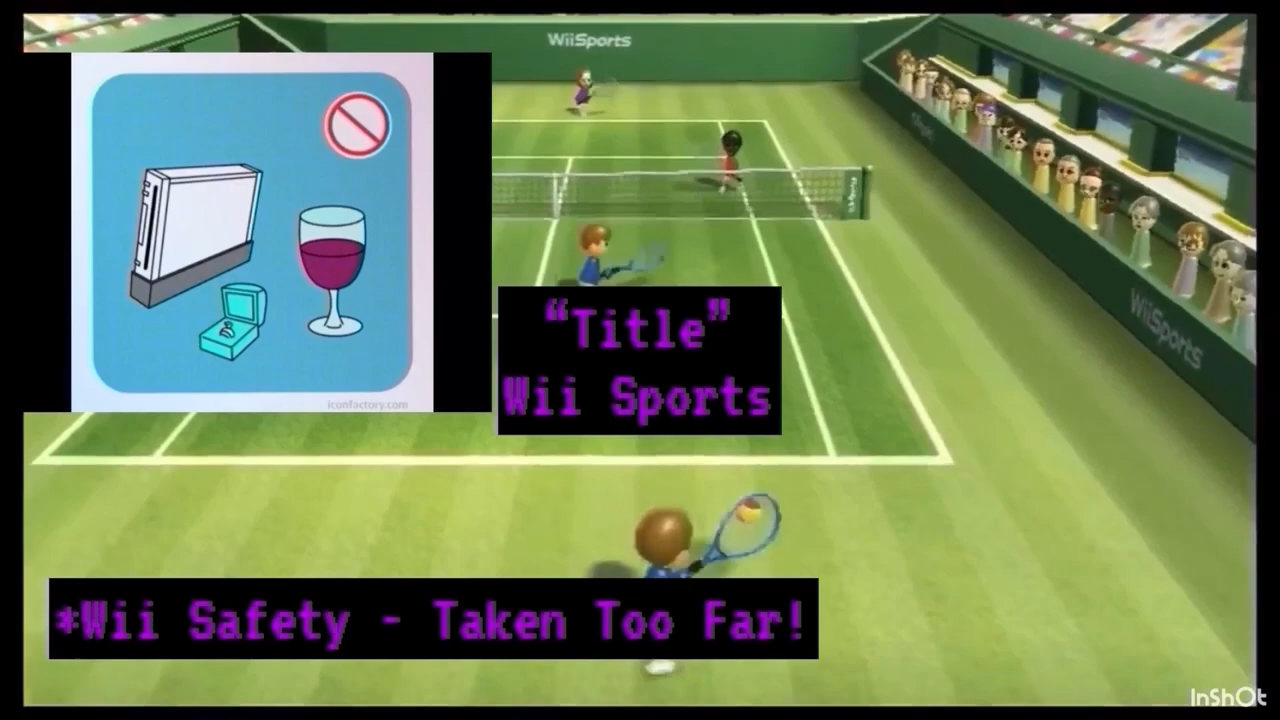 WiiSports
iconfactory.com
“Title”
Wii Sports
WiiSports
*Wii Safety - Taken Too Far!
InShOt